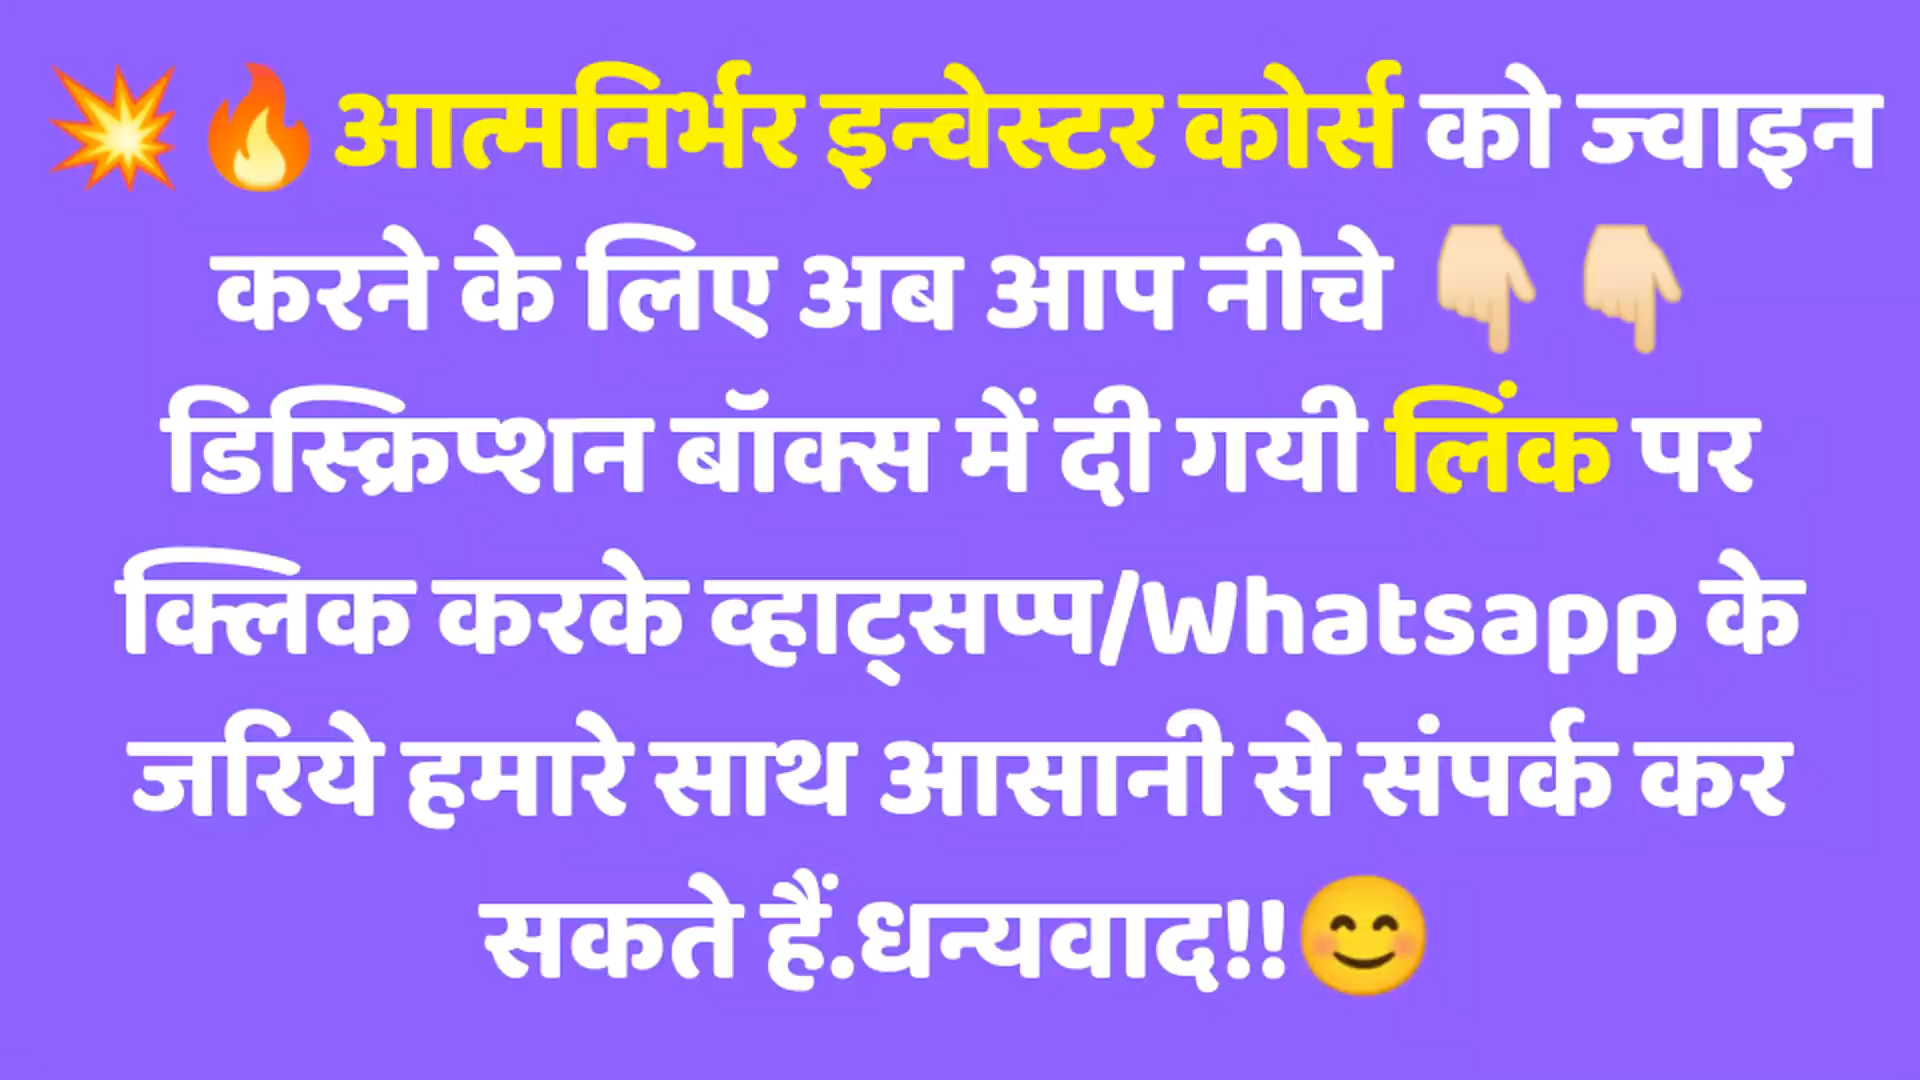 💥🔥आत्मनिर्भर इन्वेस्टर कोर्स को ज्वाइन
करने के लिए अब आप नीचे 👇🏻👇🏻
डिस्क्रिप्शन बॉक्स में दी गयी लिंक पर
क्लिक करके व्हाट्सप्प/Whatsapp के
जरिये हमारे साथ आसानी से संपर्क कर
सकते हैं.धन्यवाद!!😊